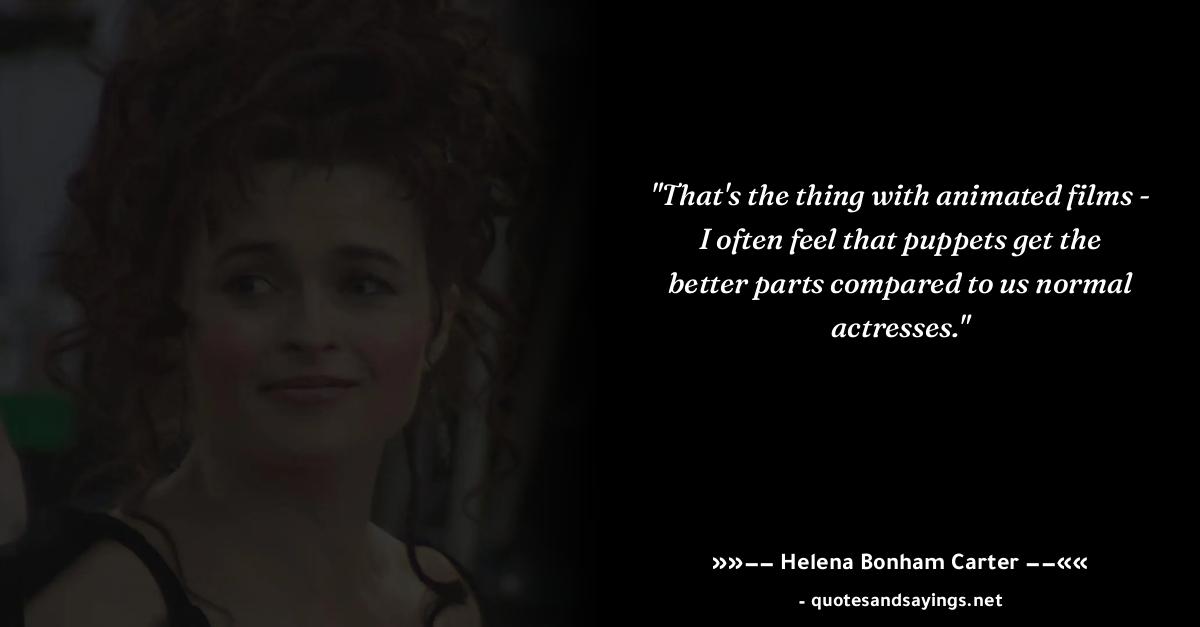 "That's the thing with animated films -
I often feel that puppets get the
better parts compared to us normal
actresses."
»»−− Helena Bonham Carter −−««
- quotesandsayings.net